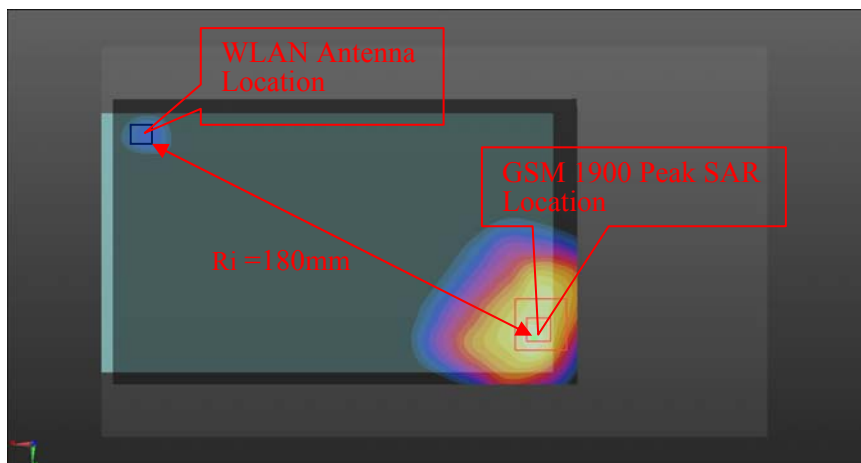 WLAN Antenna
Location
GSM 1900 Peak SAR
Location
Ri =180mm